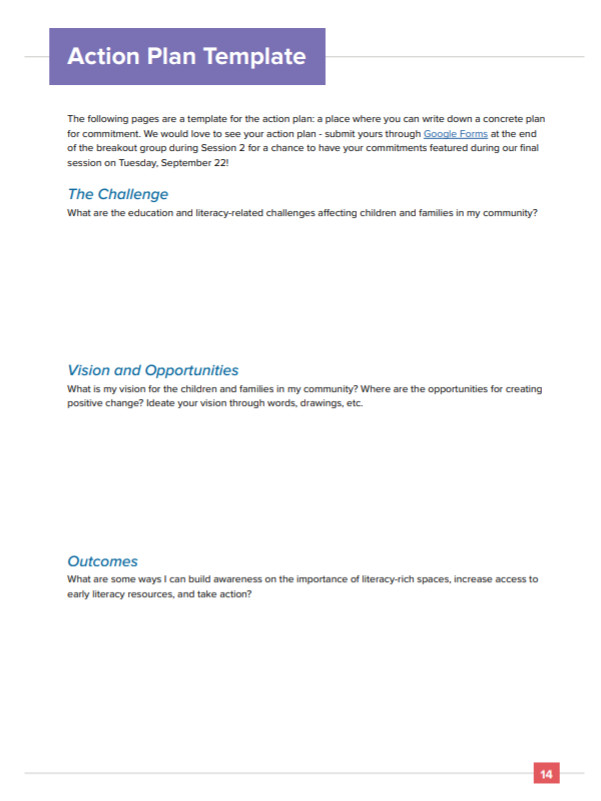 Action Plan Template
The following pages are a template for the action plan: a place where you can write down a concrete plan
for commitment. We would love to see your action plan - submit yours through Google Forms at the end
of the breakout group during Session 2 for a chance to have your commitments featured during our final
session on Tuesday, September 22!
The Challenge
What are the education and literacy-related challenges affecting children and families in my community?
Vision and Opportunities
What is my vision for the children and families in my community? Where are the opportunities for creating
positive change? Ideate your vision through words, drawings, etc.
Outcomes
What are some ways I can build awareness on the importance of literacy-rich spaces, increase access to
early literacy resources, and take action?
14